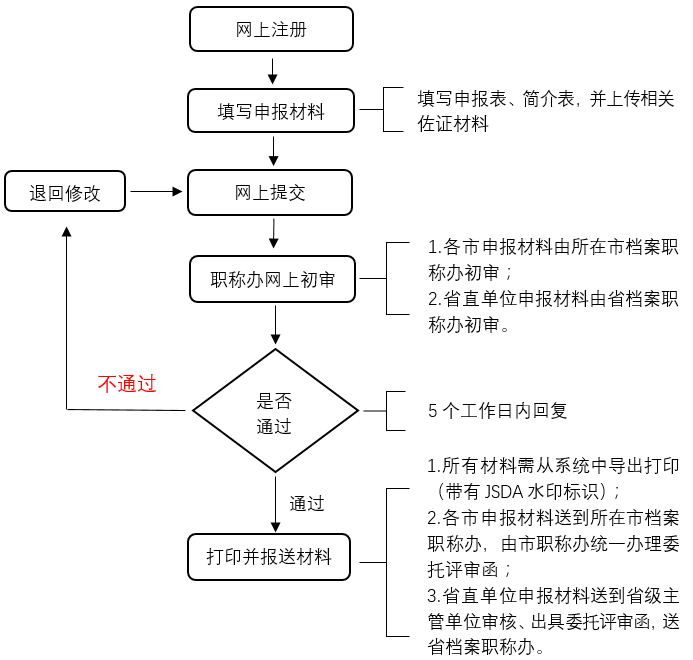 网上注册
填写申报材料
填写申报表、简介表，并上传相关
佐证材料
退回修改
网上提交
职称办网上初审
1.各市申报材料由所在市档案职
称办初审；
2.省直单位申报材料由省档案职
称办初审。
不通过
是否
通过
5 个工作日内回复
通过
打印并报送材料
1.所有材料需从系统中导出打印
（带有 JSDA 水印标识）；
2.各市申报材料送到所在市档案
职称办，由市职称办统一办理委
托评审函；
3.省直单位申报材料送到省级主
管单位审核、出具委托评审函，送
省档案职称办。